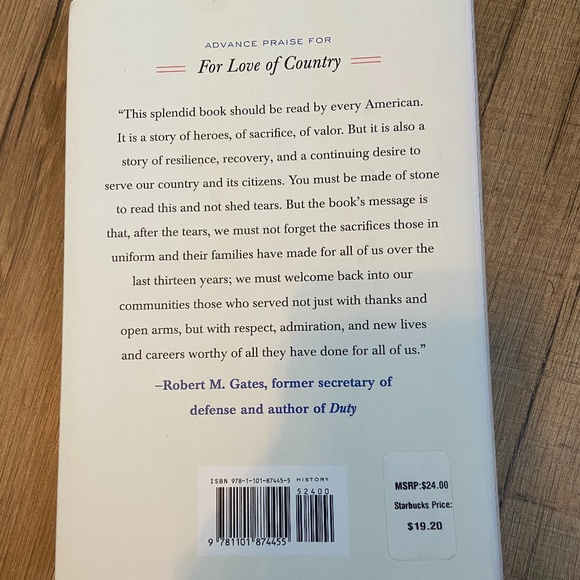 ADVANCE PRAISE FOR
For Love of Country
“This splendid book should be read by every American.
It is a story of heroes, of sacrifice, of valor. But it is also a
story of resilience, recovery, and a continuing desire to
serve our country and its citizens. You must be made of stone
to read this and not shed tears. But the book’s message is
that, after the tears, we must not forget the sacrifices those in
uniform and their families have made for all of us over the
last thirteen years; we must welcome back into our
communities those who served not just with thanks and
open arms, but with respect, admiration, and new lives
and careers worthy of all they have done for all of us.”
–Robert M. Gates, former secretary of
defense and author of Duty
ISBN 978-1-101-87445-5 HISTORY
52400
9 781101 874455
MSRP:$24.00
Starbucks Price:
$19.20